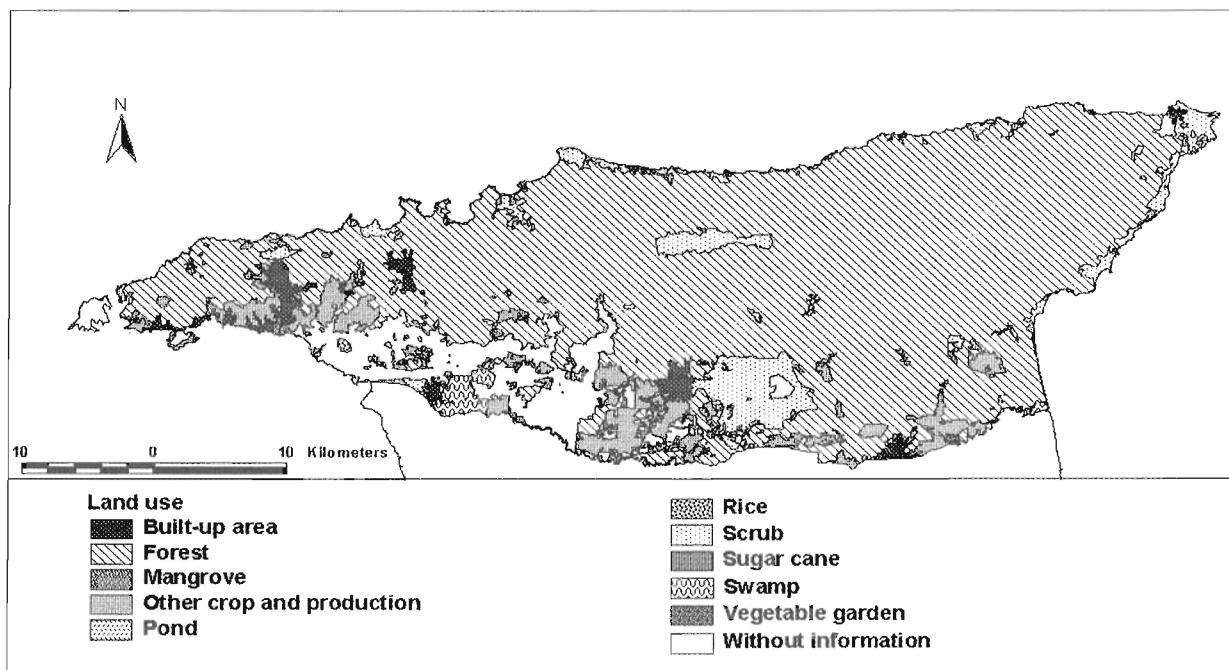 N
10 0 10 Kilometers
Land use
Built-up area
Forest
Mangrove
Other crop and production
Pond
Rice
Scrub
Sugar cane
Swamp
Vegetable garden
Without information